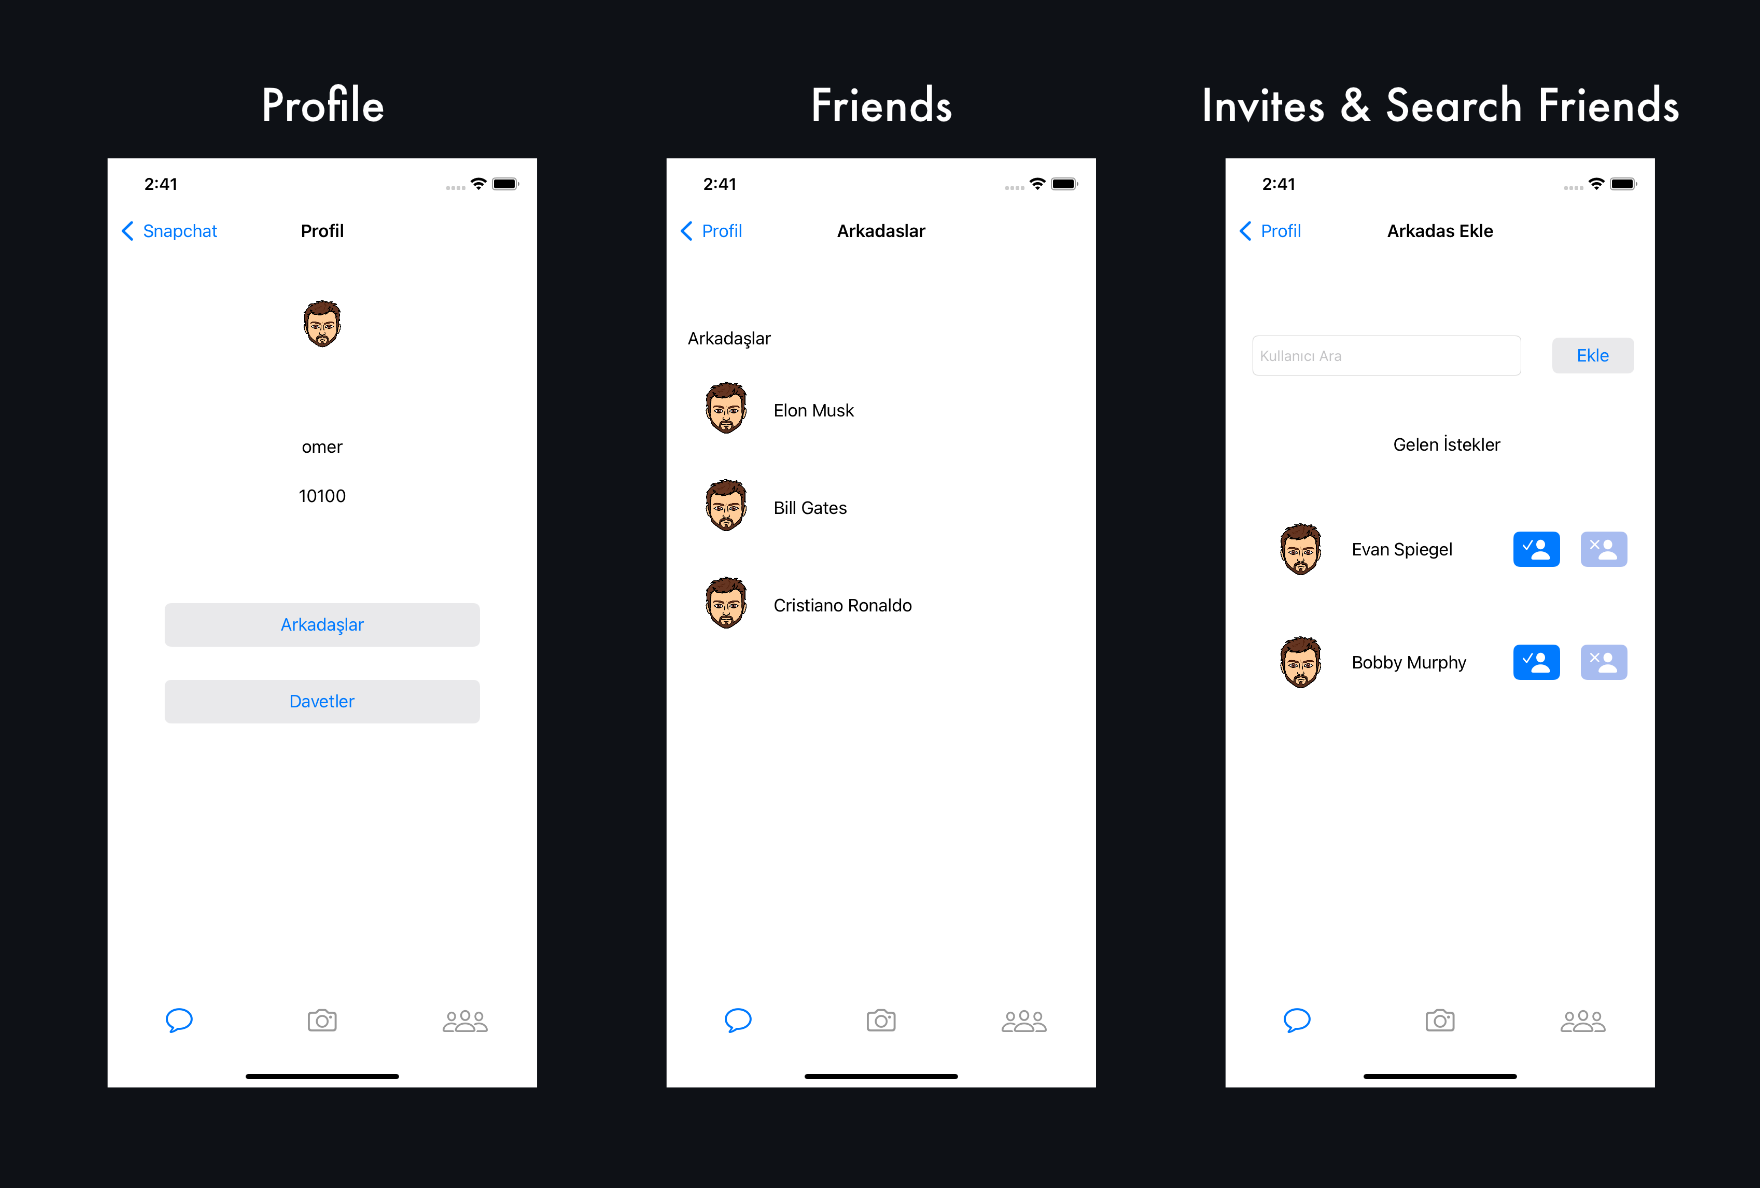 Profile
2:41
Snapchat
Profil
omer
10100
Arkadaşlar
Davetler
Friends
2:41
Profil
Arkadaslar
Arkadaşlar
Elon Musk
Bill Gates
Cristiano Ronaldo
Invites & Search Friends
2:41
Profil
Arkadas Ekle
Kullanıcı Ara
Ekle
Gelen İstekler
Evan Spiegel
Bobby Murphy